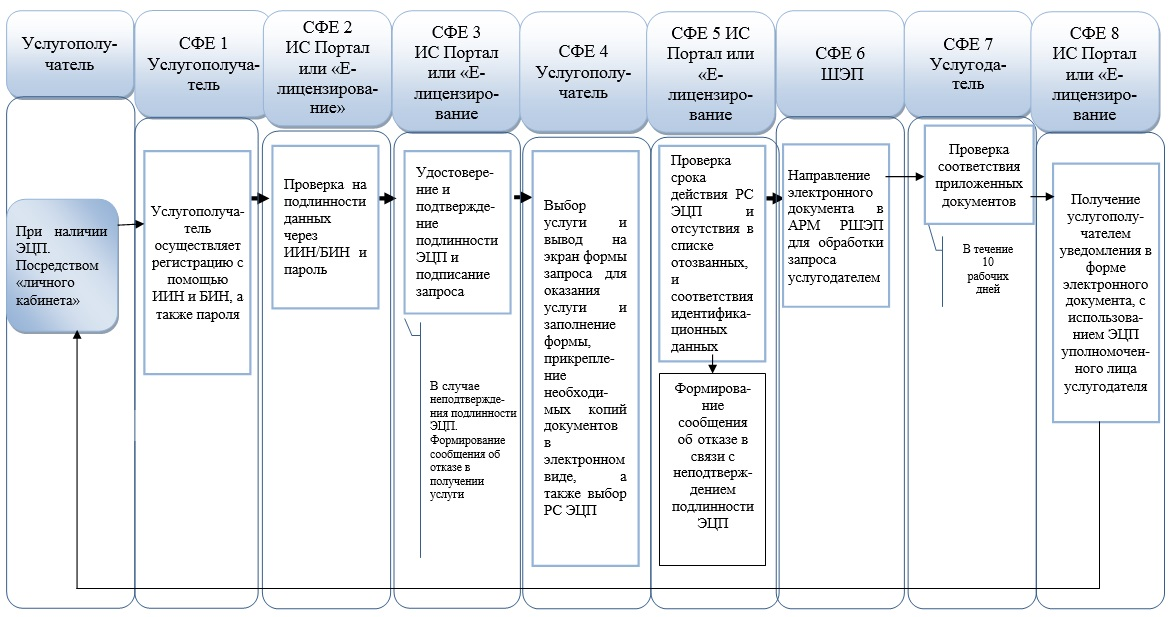 Услугополу-
чатель
СФЕ 1
Услугополуча-
тель
СФЕ 2
ИС Портал
или «Е-
лицензирова-
ние»
СФЕ 3
ИС Портал
или «Е-
лицензиро-
вание
СФЕ 4
Услугополу-
чатель
СФЕ 5 ИС
Портал или
«Е-
лицензиро-
вание
СФЕ 6
ШЭП
СФЕ 7
Услугода-
тель
СФЕ 8
ИС Портал
или «Е-
лицензиро-
вание
При наличии
ЭЦП.
Посредством
«личного
кабинета»
Услугополуча-
тель
осуществляет
регистрацию с
помощью
ИИН и БИН, а
также пароля
Проверка на
подлинности
данных
через
ИИН/БИН и
пароль
Удостовере-
ние и
подтвержде-
ние
подлинности
ЭЦП и
подписание
запроса
В случае
неподтвержде-
ния подлинности
ЭЦП.
Формирование
сообщения об
отказе в
получении
услуги
Выбор
услуги и
вывод на
экран формы
запроса для
оказания
услуги и
заполнение
формы,
прикрепле-
ние
необходи-
мых копий
документов
в
электронном
виде, а
также выбор
РС ЭЦП
Проверка
срока
действия РС
ЭЦП и
отсутствия в
списке
отозванных,
и
соответствия
идентифика-
ционных
данных
Формирова-
ние
сообщения
об отказе в
связи с
неподтверж-
дением
подлинности
ЭЦП
Направление
электронного
документа в
АРМ РШЭП
для обработки
запроса
услугодателем
Проверка
соответствия
приложенных
документов
В течение
10
рабочих
дней
Получение
услугополу-
чателем
уведомления в
форме
электронного
документа, с
использова-
нием ЭЦП
уполномочен-
ного лица
услугодателя